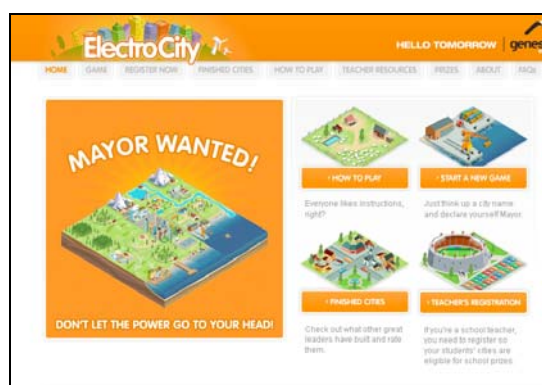 ElectroCity
HELLO TOMORROW
HOME GAME REGISTER NOW FINISHED CITIES HOW TO PLAY TEACHER RESOURCES PRIZES ABOUT FAQs
MAYOR WANTED!
DON'T LET THE POWER GO TO YOUR HEAD!
› HOW TO PLAY
Everyone likes instructions,
right?
› START A NEW GAME
Just think up a city name
and declare yourself Mayor.
› FINISHED CITIES
Check out what other great
leaders have built and rate
them.
› TEACHER'S REGISTRATION
If you're a school teacher,
you need to register so
your students' cities are
eligible for school prizes.